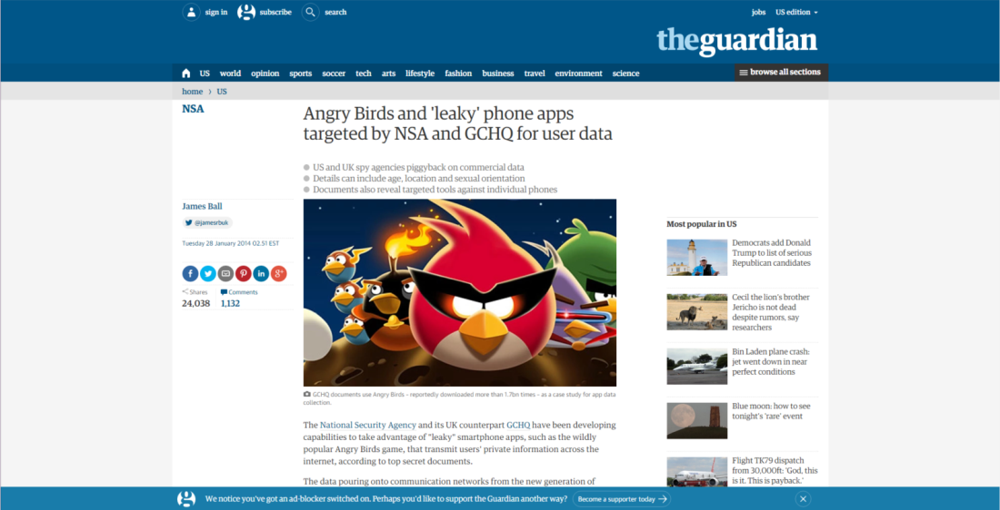 sign in
subscribe
search
jobs
US edition
theguardian
US
world
opinion
sports
soccer
tech
arts
lifestyle
fashion
business
travel
environment
science
browse all sections
home › US
NSA
Angry Birds and 'leaky' phone apps
targeted by NSA and GCHQ for user data
US and UK spy agencies piggyback on commercial data
Details can include age, location and sexual orientation
Documents also reveal targeted tools against individual phones
James Ball
@jamesrbuk
Tuesday 28 January 2014 02.51 EST
Shares
24,038
Comments
1,132
GCHQ documents use Angry Birds – reportedly downloaded more than 1.7bn times – as a case study for app data
collection.
The National Security Agency and its UK counterpart GCHQ have been developing
capabilities to take advantage of "leaky" smartphone apps, such as the wildly
popular Angry Birds game, that transmit users' private information across the
internet, according to top secret documents.
The data pouring onto communication networks from the new generation of
Most popular in US
Democrats add Donald
Trump to list of serious
Republican candidates
Cecil the lion's brother
Jericho is not dead
despite rumors, say
researchers
Bin Laden plane crash:
jet went down in near
perfect conditions
Blue moon: how to see
tonight's 'rare' event
Flight TK79 dispatch
from 30,000ft: 'God, this
is it. This is payback.'
We notice you've got an ad-blocker switched on. Perhaps you'd like to support the Guardian another way?
Become a supporter today